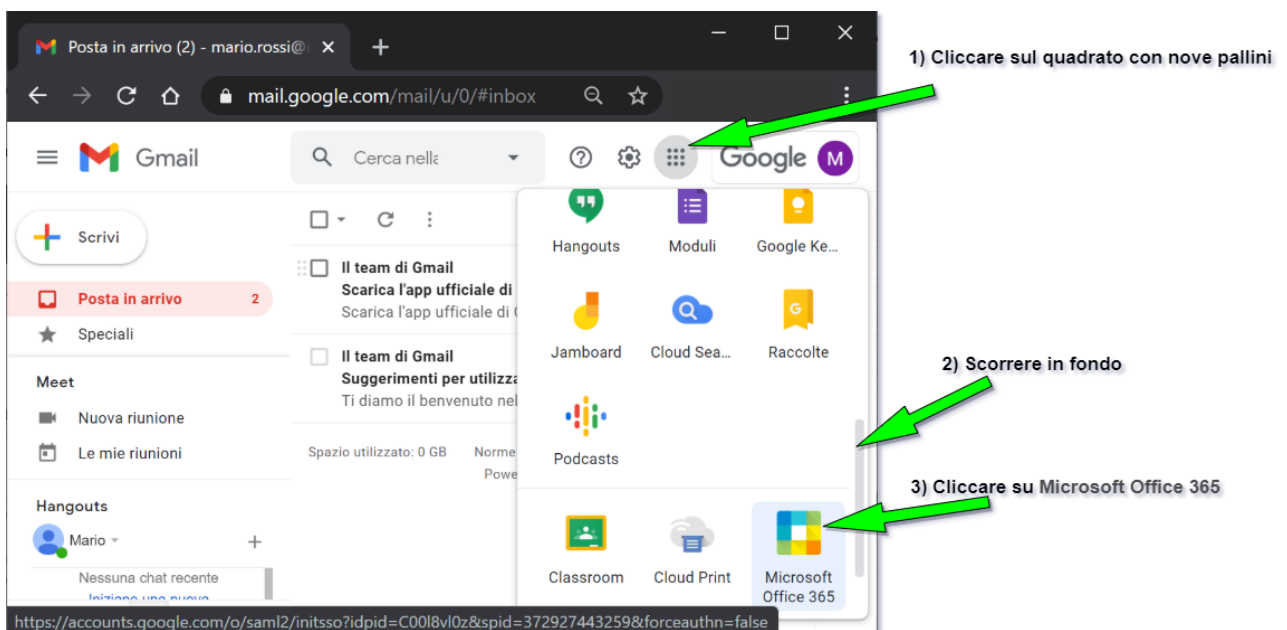 Posta in arrivo (2) - mario.rossi@
mail.google.com/mail/u/0/#inbox
1) Cliccare sul quadrato con nove pallini
Gmail
Cerca nella
Google M
Scrivi
Posta in arrivo 2
Speciali
Meet
Nuova riunione
Le mie riunioni
Hangouts
Mario
Nessuna chat recente
Iniziane una nuova
Il team di Gmail
Scarica l'app ufficiale di
Scarica l'app ufficiale di
Il team di Gmail
Suggerimenti per utilizza
Ti diamo il benvenuto nel
Spazio utilizzato: 0 GB
Norme
Powe
Hangouts
Moduli
Google Ke...
Jamboard
Cloud Sea...
Raccolte
Podcasts
Classroom
Cloud Print
Microsoft
Office 365
2) Scorrere in fondo
3) Cliccare su Microsoft Office 365
https://accounts.google.com/o/saml2/initsso?idpid=C00l8vl0z&spid=372927443259&forceauthn=false